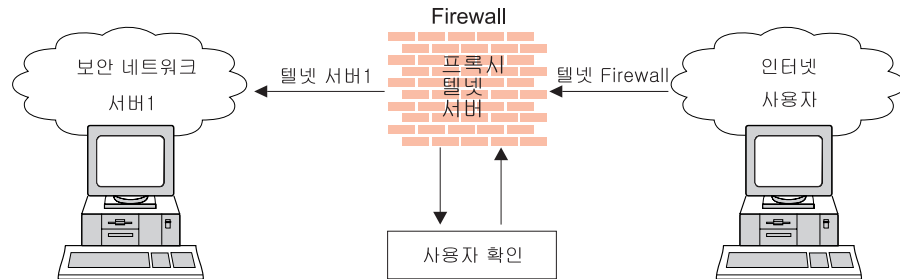 Firewall
보안 네트워크
서버1
텔넷 서버1
프록시
텔넷
서버
텔넷 Firewall
인터넷
사용자
사용자 확인